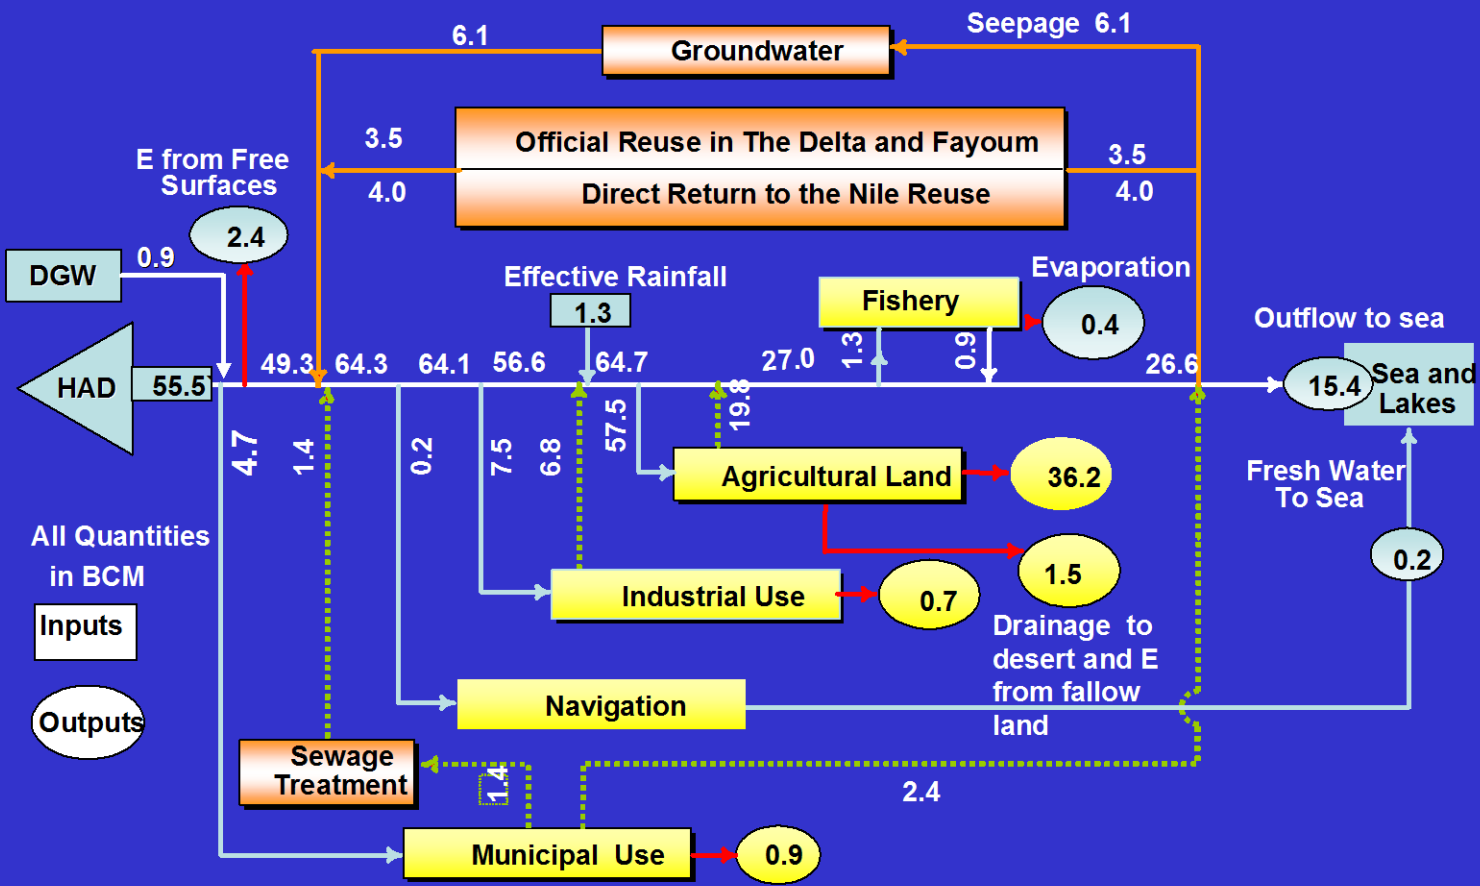 Seepage 6.1
6.1
Groundwater
3.5
Official Reuse in The Delta and Fayoum
3.5
4.0
Direct Return to the Nile Reuse
4.0
E from Free
Surfaces
2.4
DGW
0.9
Effective Rainfall
1.3
Fishery
Evaporation
0.4
1.3
0.9
Outflow to sea
HAD
55.5
49.3
64.3
64.1
56.6
64.7
27.0
26.6
15.4
Sea and
Lakes
4.7
1.4
0.2
7.5
6.8
57.5
19.8
Agricultural Land
36.2
Fresh Water
To Sea
0.2
All Quantities
in BCM
Inputs
Outputs
Industrial Use
0.7
1.5
Drainage to
desert and E
from fallow
land
Navigation
Sewage
Treatment
1.4
2.4
Municipal Use
0.9